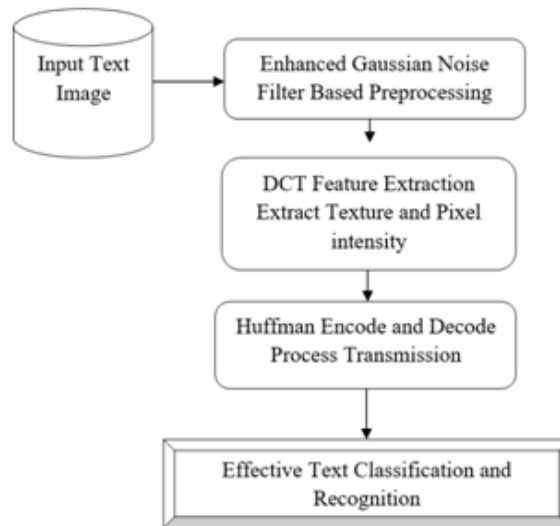 Input Text
Image
Enhanced Gaussian Noise
Filter Based Preprocessing
DCT Feature Extraction
Extract Texture and Pixel
intensity
Huffman Encode and Decode
Process Transmission
Effective Text Classification and
Recognition